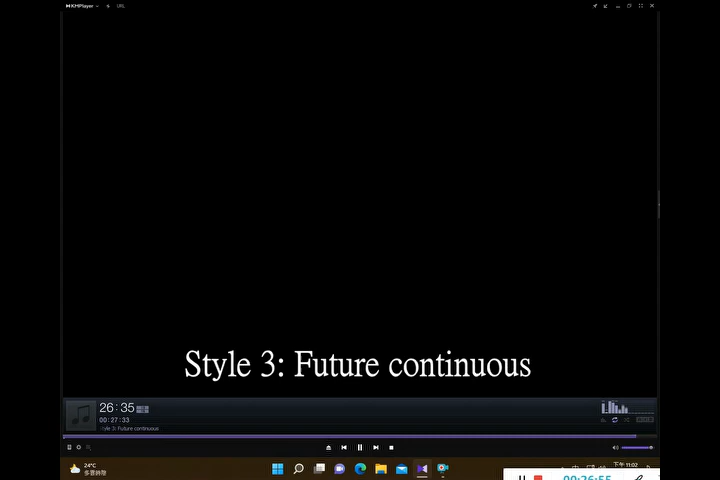 KMPlayer
URL
Style 3: Future continuous
26:35
00:27:33
tyle 3: Future continuous
24°C
多雲時陰
下午 11:02
00:26:55